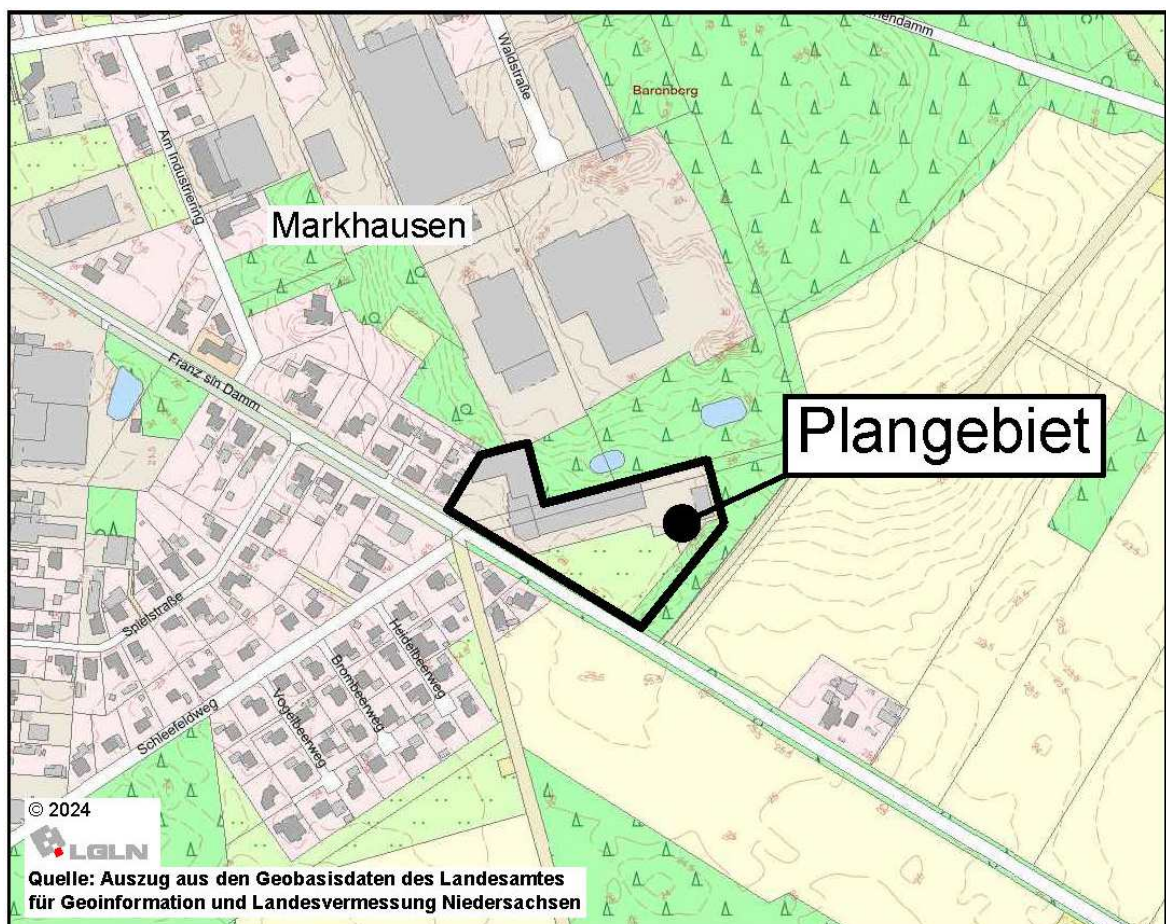 Waldstraße
Barenberg
Am Industriering
Markhausen
Franz sin Damm
Plangebiet
Spielstraße
Heidelbeerweg
Brombeerweg
Vogelbeerweg
Schleefeldweg
© 2024
LGLN
Quelle: Auszug aus den Geobasisdaten des Landesamtes
für Geoinformation und Landesvermessung Niedersachsen